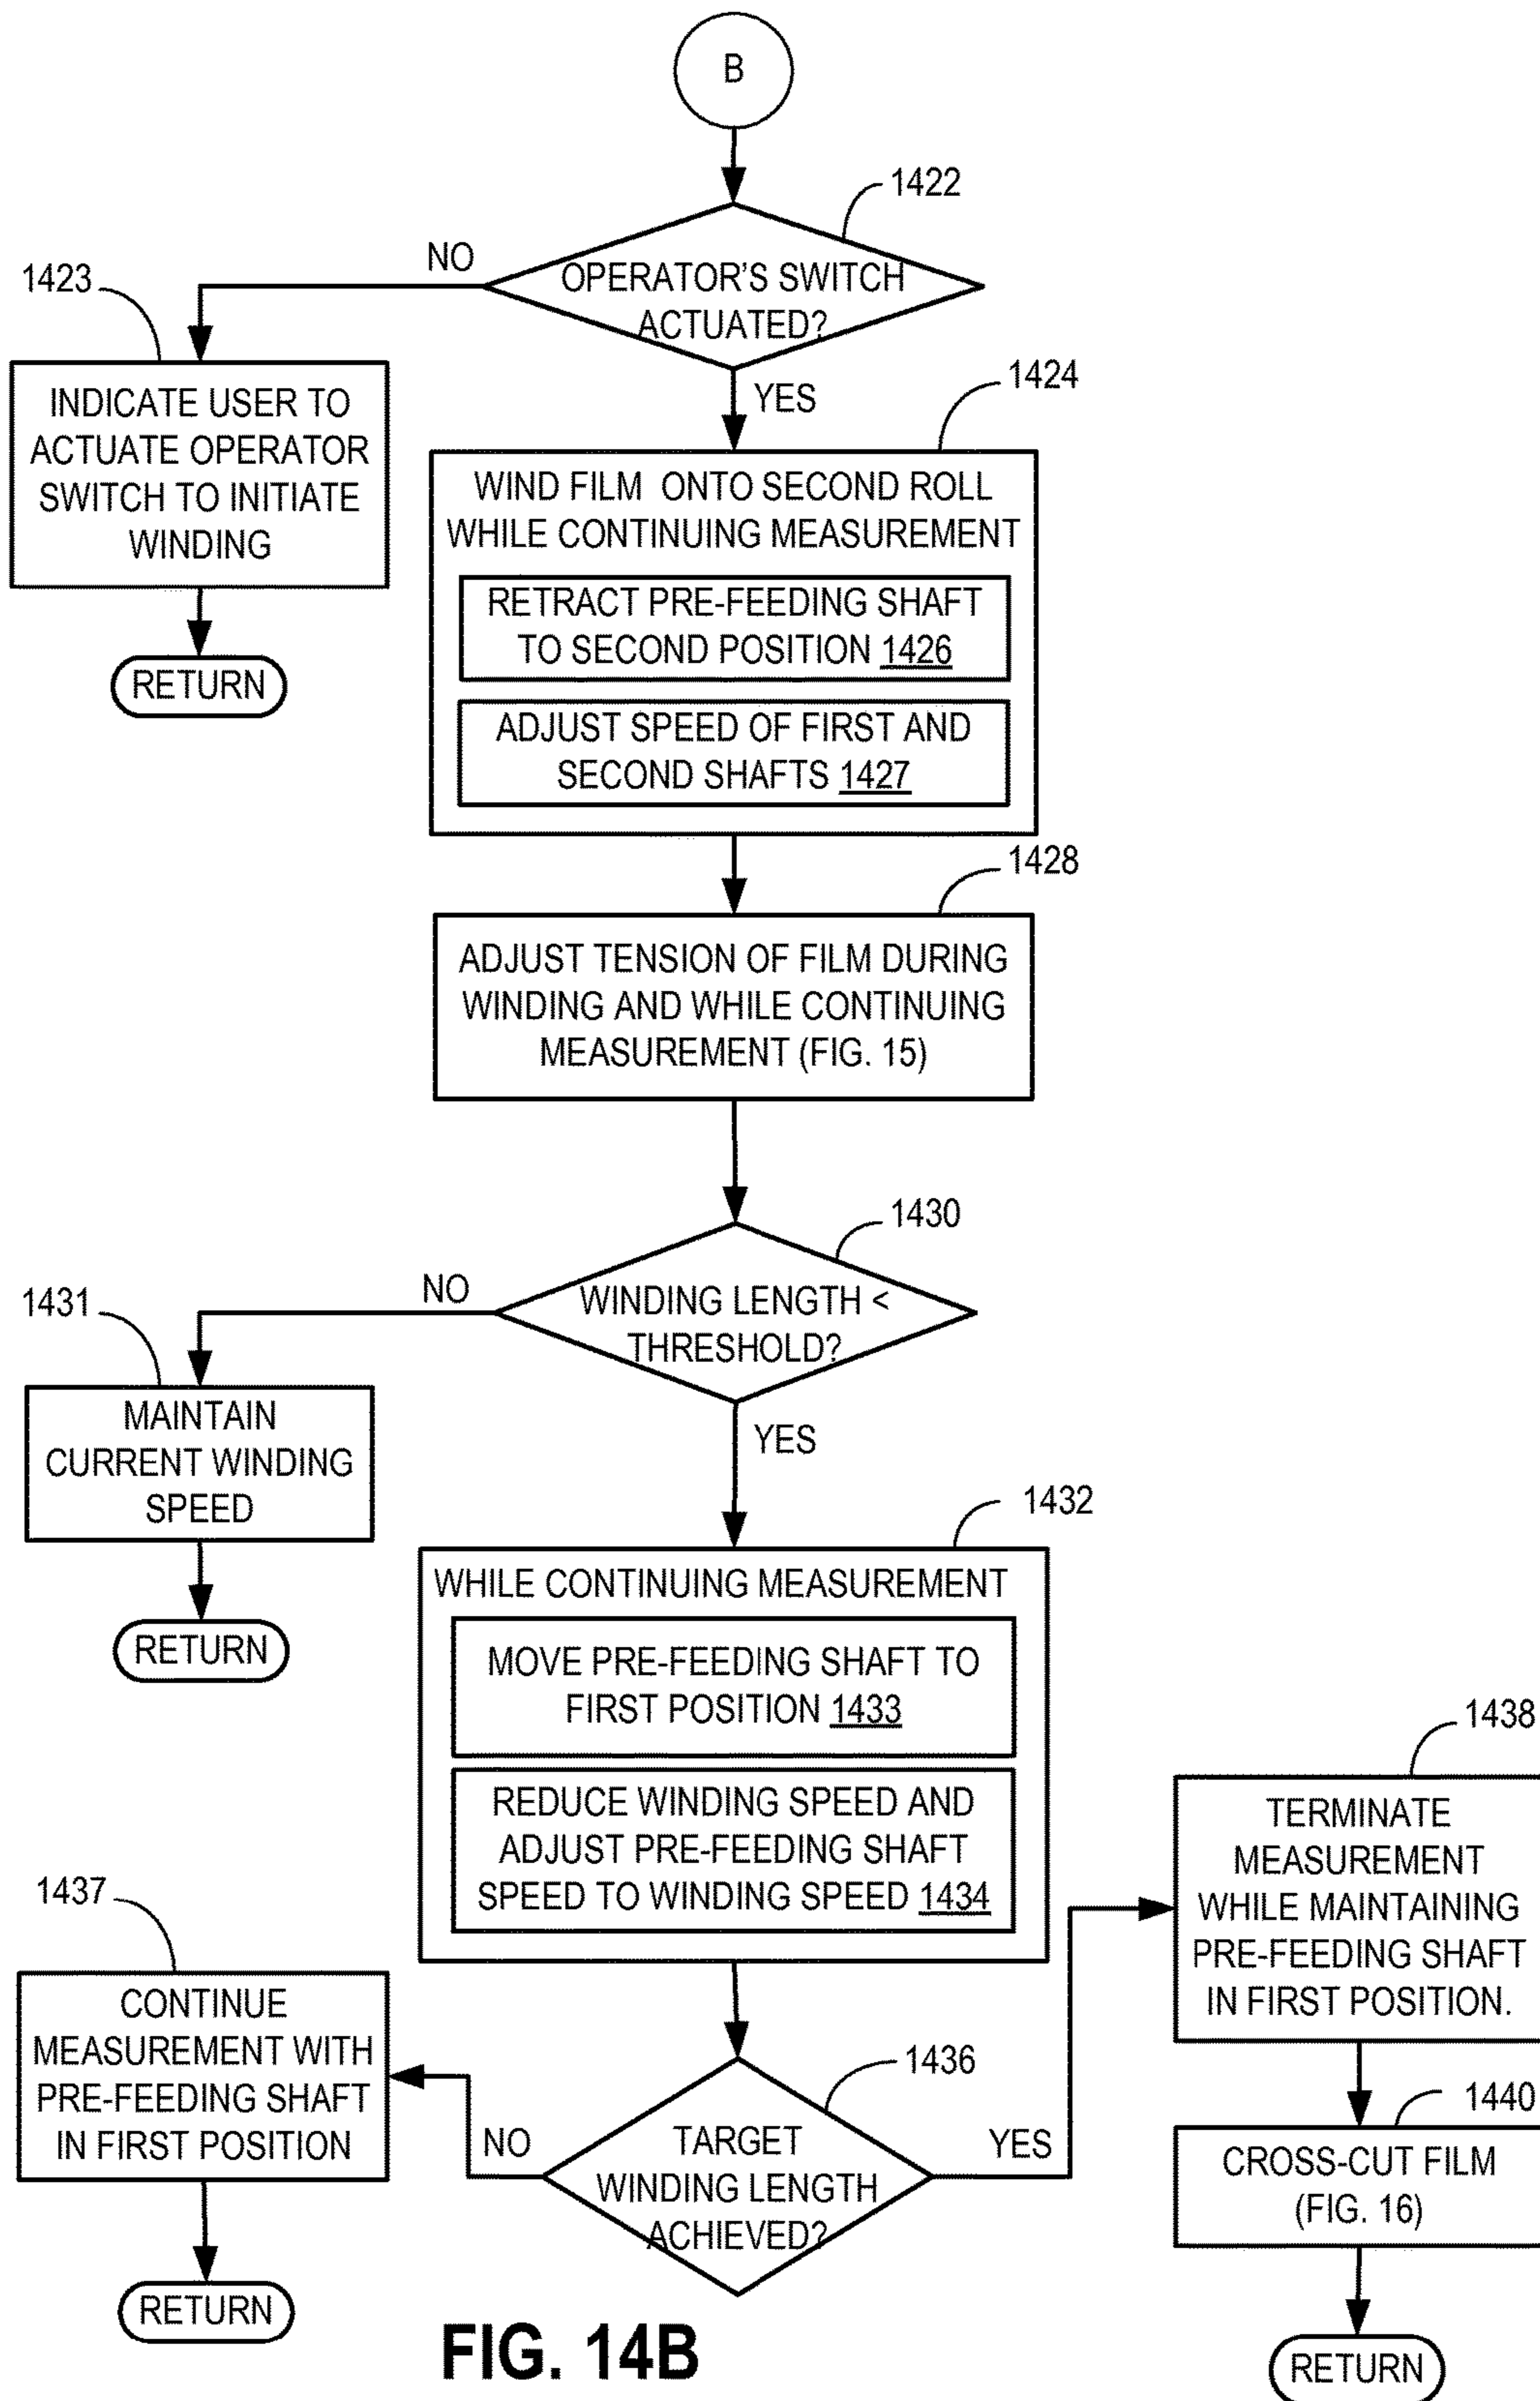 B
1422
NO
OPERATOR'S SWITCH
ACTUATED?
1423
INDICATE USER TO
ACTUATE OPERATOR
SWITCH TO INITIATE
WINDING
RETURN
YES
1424
WIND FILM ONTO SECOND ROLL
WHILE CONTINUING MEASUREMENT
RETRACT PRE-FEEDING SHAFT
TO SECOND POSITION 1426
ADJUST SPEED OF FIRST AND
SECOND SHAFTS 1427
1428
ADJUST TENSION OF FILM DURING
WINDING AND WHILE CONTINUING
MEASUREMENT (FIG. 15)
1430
NO
WINDING LENGTH <
THRESHOLD?
1431
MAINTAIN
CURRENT WINDING
SPEED
RETURN
YES
1432
WHILE CONTINUING MEASUREMENT
MOVE PRE-FEEDING SHAFT TO
FIRST POSITION 1433
REDUCE WINDING SPEED AND
ADJUST PRE-FEEDING SHAFT
SPEED TO WINDING SPEED 1434
1436
TARGET
WINDING LENGTH
ACHIEVED?
NO
1437
CONTINUE
MEASUREMENT WITH
PRE-FEEDING SHAFT
IN FIRST POSITION
RETURN
YES
1438
TERMINATE
MEASUREMENT
WHILE MAINTAINING
PRE-FEEDING SHAFT
IN FIRST POSITION.
1440
CROSS-CUT FILM
(FIG. 16)
RETURN
FIG. 14B